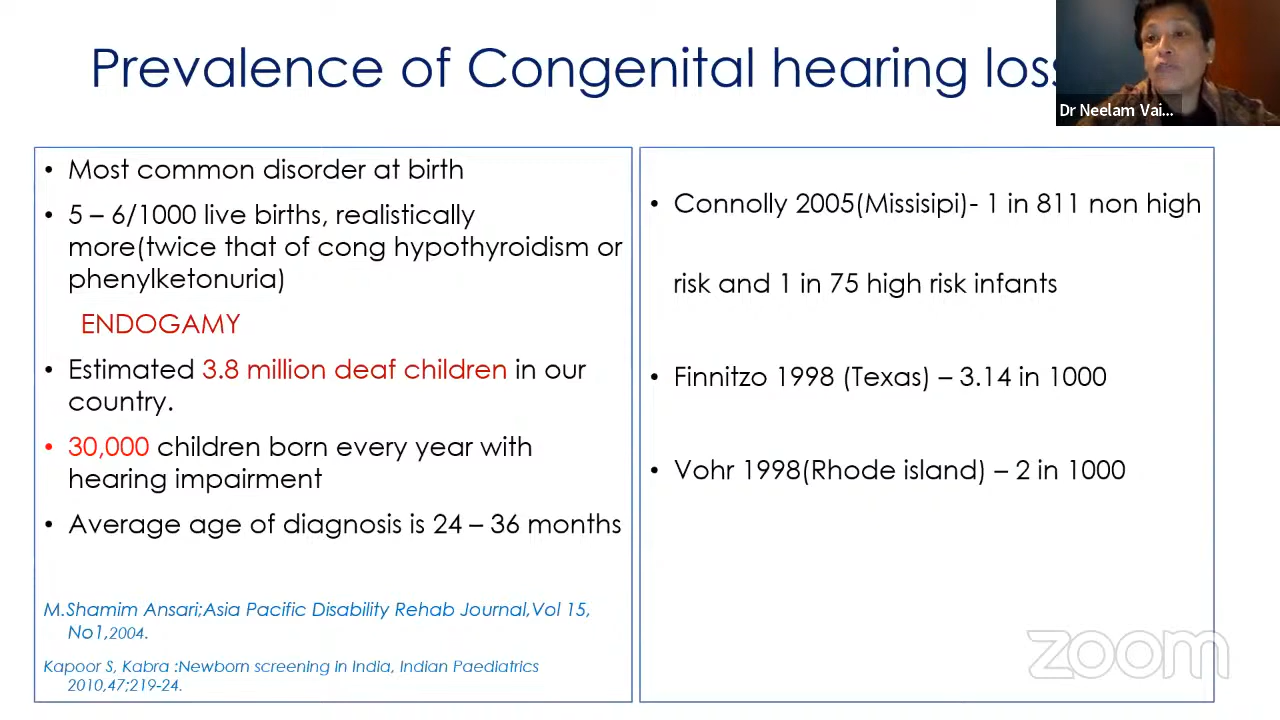 Prevalence of Congenital hearing loss
Dr Neelam Vai...
• Most common disorder at birth
• 5 – 6/1000 live births, realistically
more(twice that of cong hypothyroidism or
phenylketonuria)
ENDOGAMY
• Estimated 3.8 million deaf children in our
country.
• 30,000 children born every year with
hearing impairment
• Average age of diagnosis is 24 – 36 months
M.Shamim Ansari;Asia Pacific Disability Rehab Journal,Vol 15,
No1,2004.
Kapoor S, Kabra :Newborn screening in India, Indian Paediatrics
2010,47;219-24.
• Connolly 2005(Missisipi)- 1 in 811 non high
risk and 1 in 75 high risk infants
• Finnitzo 1998 (Texas) – 3.14 in 1000
• Vohr 1998(Rhode island) – 2 in 1000
zoom